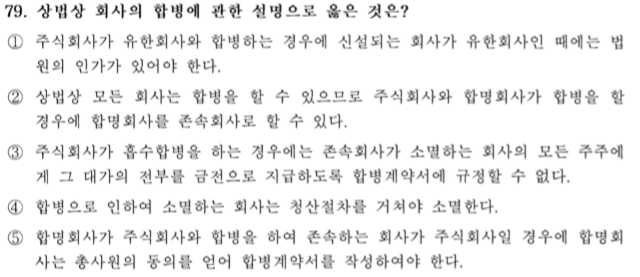 79. 상법상 회사의 합병에 관한 설명으로 옳은 것은?
① 주식회사가 유한회사와 합병하는 경우에 신설되는 회사가 유한회사인 때에는 법
원의 인가가 있어야 한다.
② 상법상 모든 회사는 합병을 할 수 있으므로 주식회사와 합명회사가 합병을 할
경우에 합명회사를 존속회사로 할 수 있다.
③ 주식회사가 흡수합병을 하는 경우에는 존속회사가 소멸하는 회사의 모든 주주에
게 그 대가의 전부를 금전으로 지급하도록 합병계약서에 규정할 수 없다.
④ 합병으로 인하여 소멸하는 회사는 청산절차를 거쳐야 소멸한다.
⑤ 합명회사가 주식회사와 합병을 하여 존속하는 회사가 주식회사일 경우에 합명회
사는 총사원의 동의를 얻어 합병계약서를 작성하여야 한다.